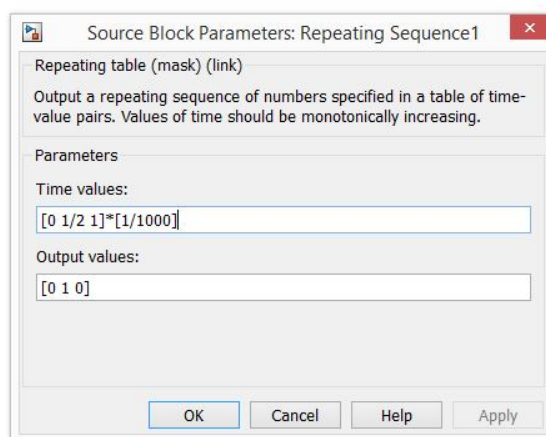 Source Block Parameters: Repeating Sequence1
Repeating table (mask) (link)
Output a repeating sequence of numbers specified in a table of time-
value pairs. Values of time should be monotonically increasing.
Parameters
Time values:
[0 1/2 1]*[1/1000]
Output values:
[0 1 0]
OK Cancel Help Apply